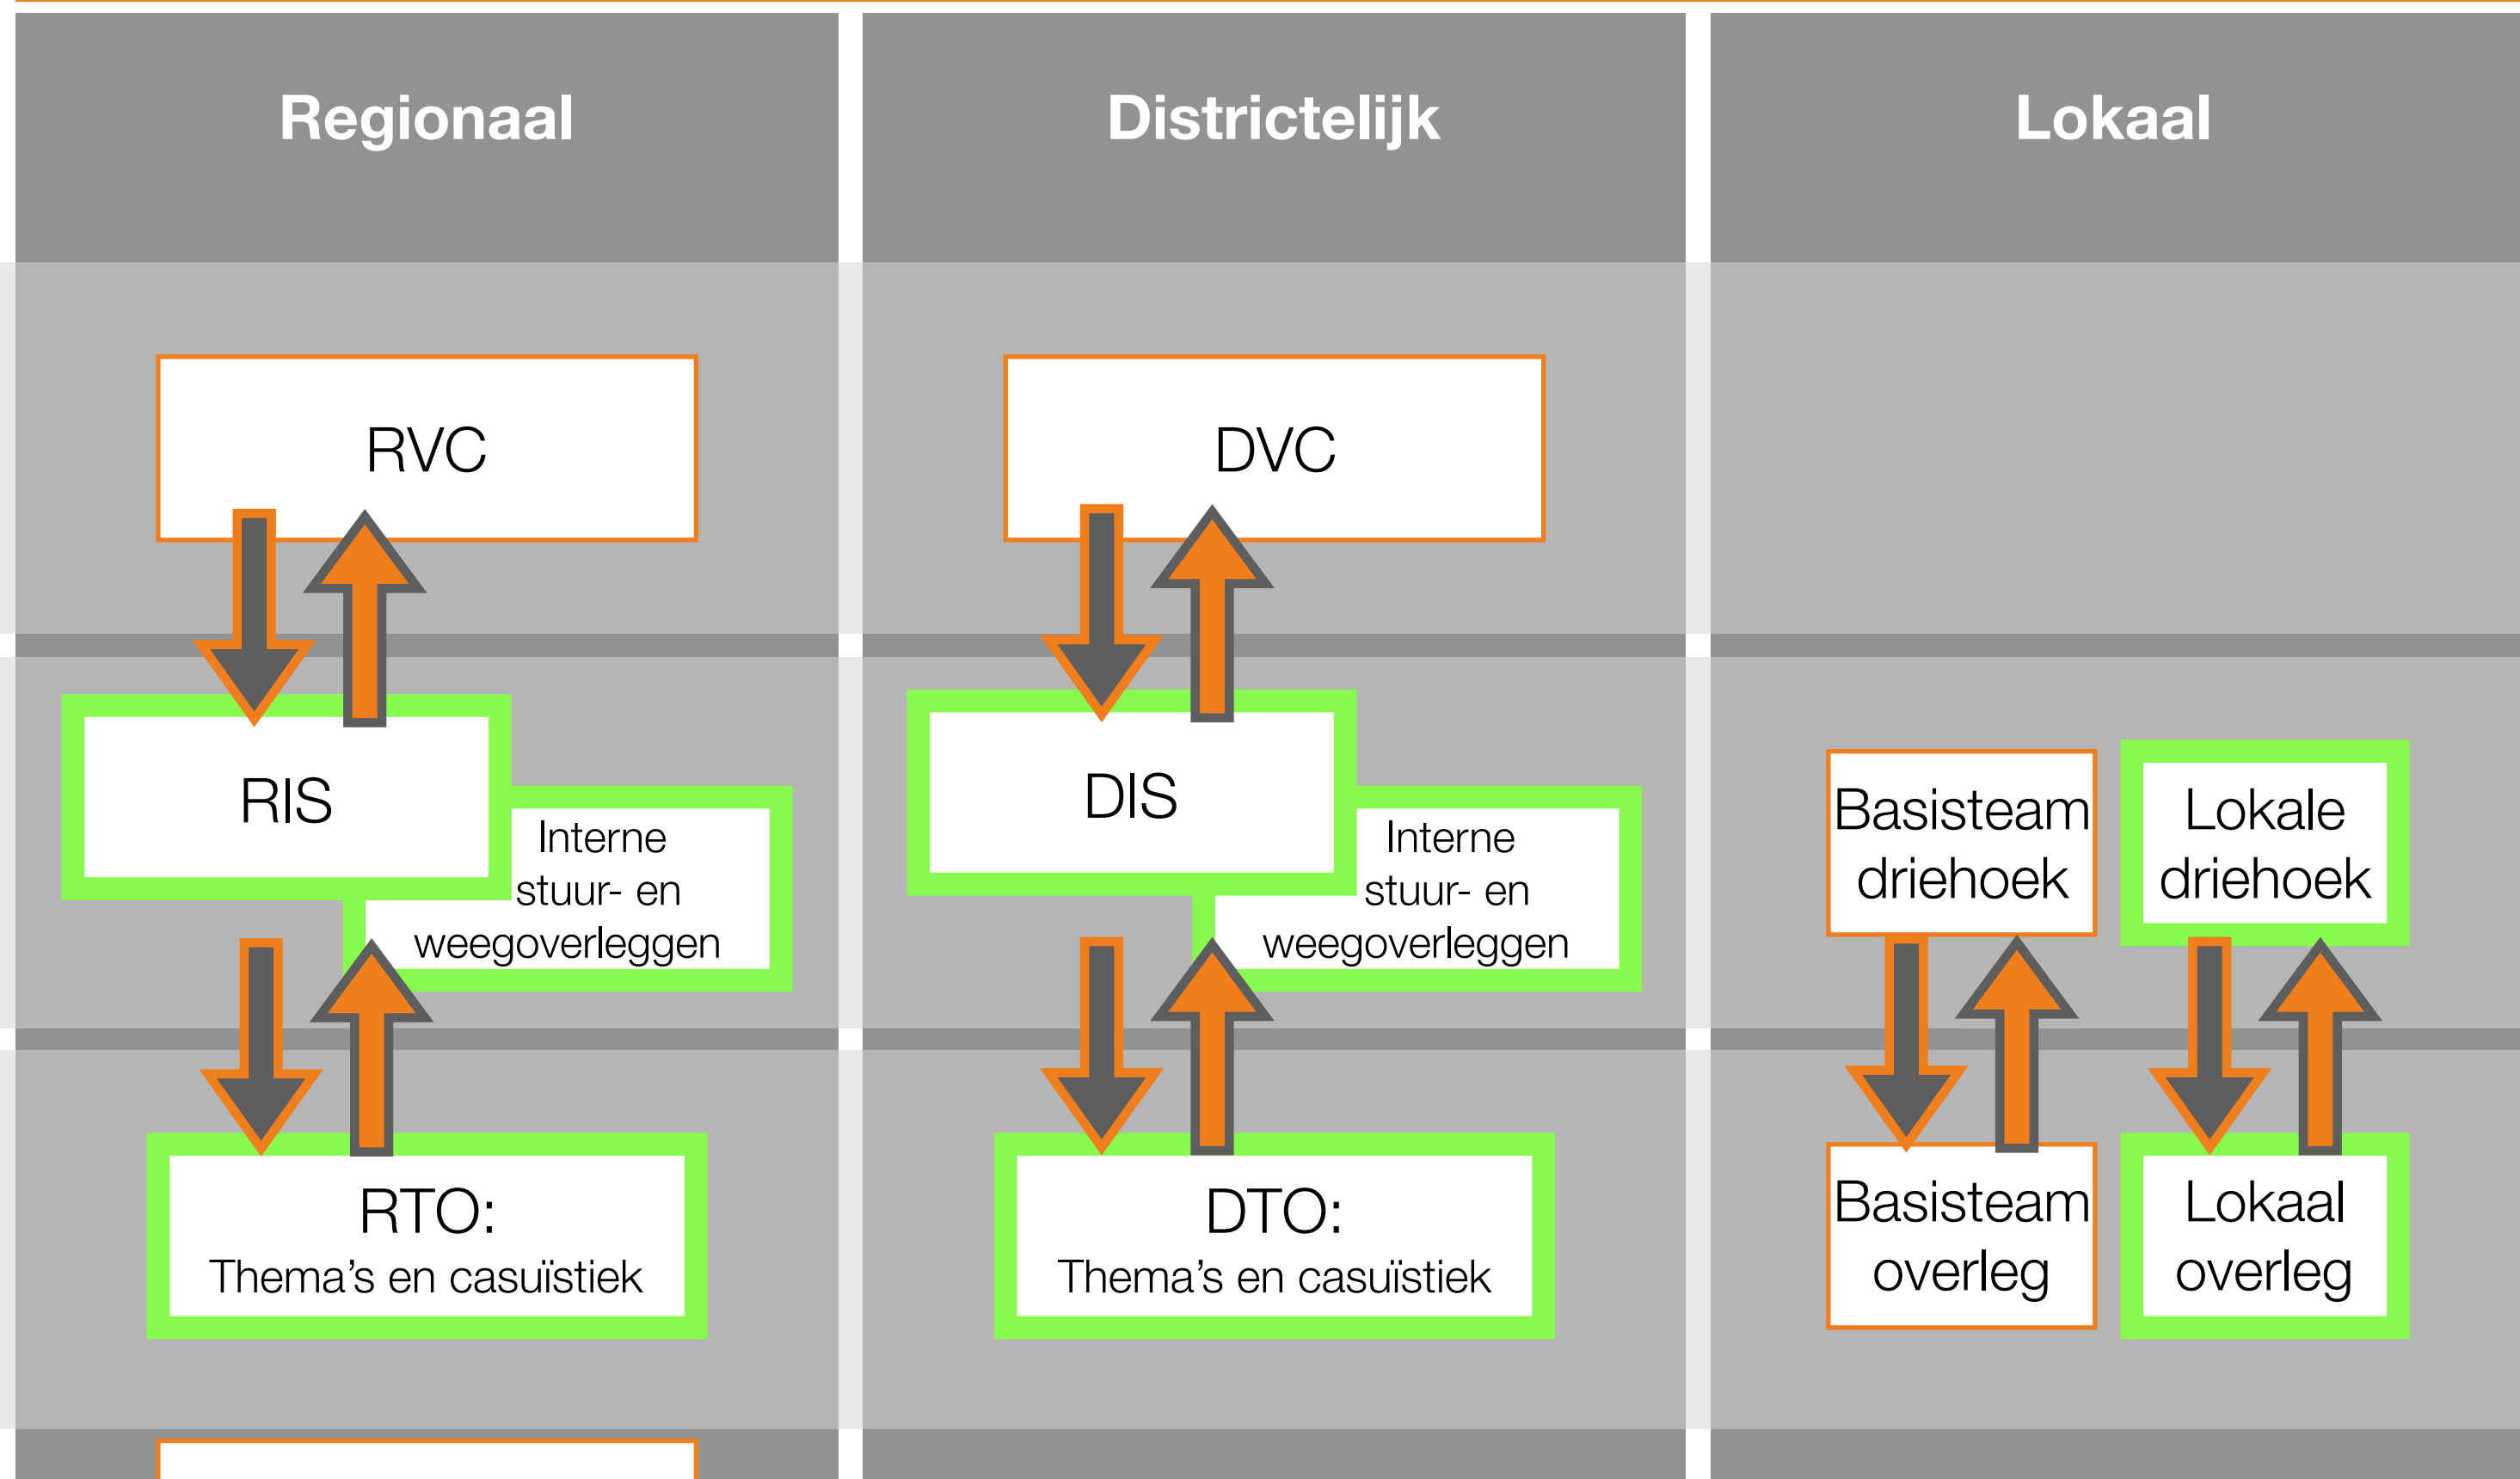 Regionaal
Districtelijk
Lokaal
RVC
DVC
RIS
Interne
stuur- en
weegoverleggen
DIS
Interne
stuur- en
weegoverleggen
Basisteam
driehoek
Lokale
driehoek
RTO:
Thema's en casuïstiek
DTO:
Thema's en casuïstiek
Basisteam
overleg
Lokaal
overleg